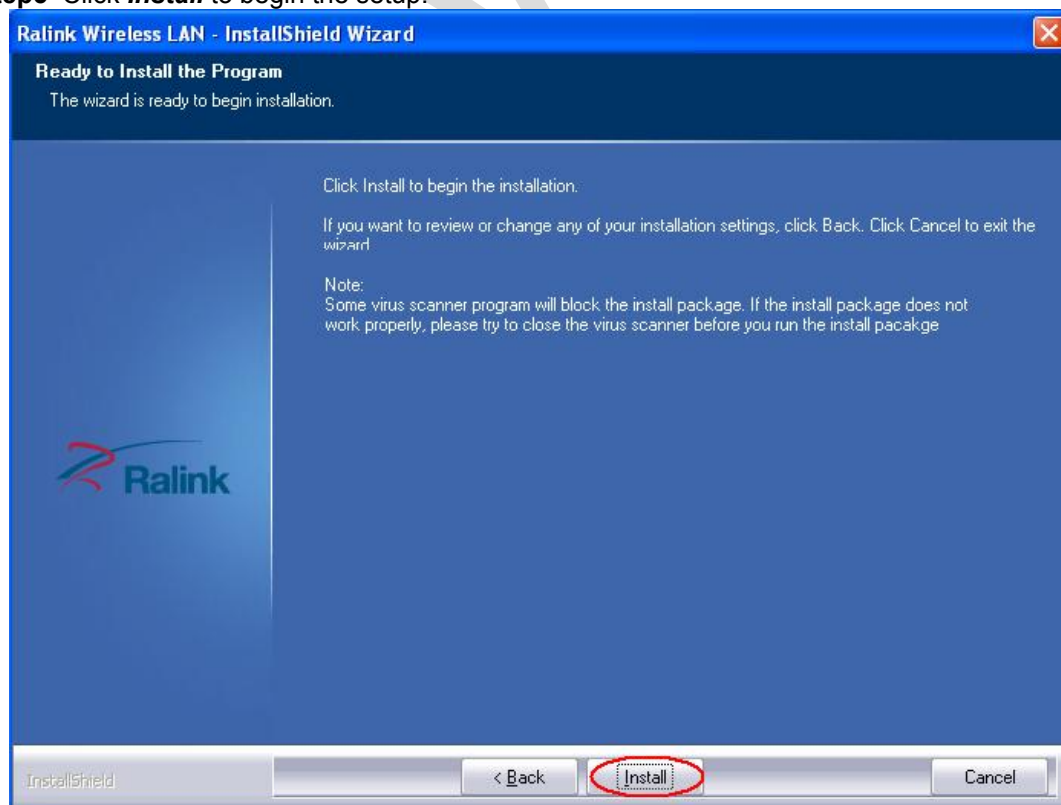 Click Install to begin the setup.
Ralink Wireless LAN - InstallShield Wizard
Ready to Install the Program
The wizard is ready to begin installation.
Click Install to begin the installation.
If you want to review or change any of your installation settings, click Back. Click Cancel to exit the
wizard
Note:
Some virus scanner program will block the install package. If the install package does not
work properly, please try to close the virus scanner before you run the install pacakge
Ralink
InstallShield
< Back
Install
Cancel